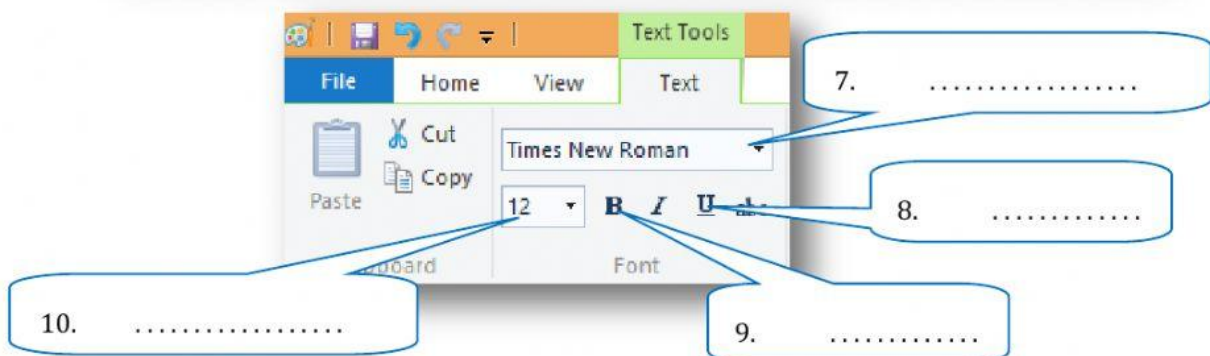 Text Tools
File Home View Text
7. ..................
Cut
Times New Roman
Copy
Paste
12 B I U
8. .............
Font
10. ..................
9. .............